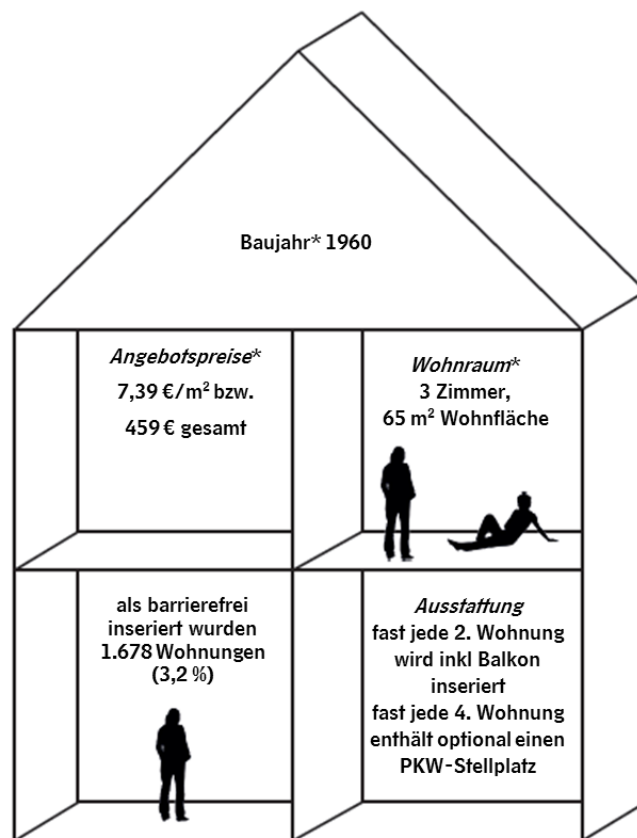 Baujahr* 1960
Angebotspreise*
7,39 €/m² bzw.
459 € gesamt
Wohnraum*
3 Zimmer,
65 m² Wohnfläche
als barrierefrei
inseriert wurden
1.678 Wohnungen
(3,2 %)
Ausstattung
fast jede 2. Wohnung
wird inkl Balkon
inseriert
fast jede 4. Wohnung
enthält optional einen
PKW-Stellplatz